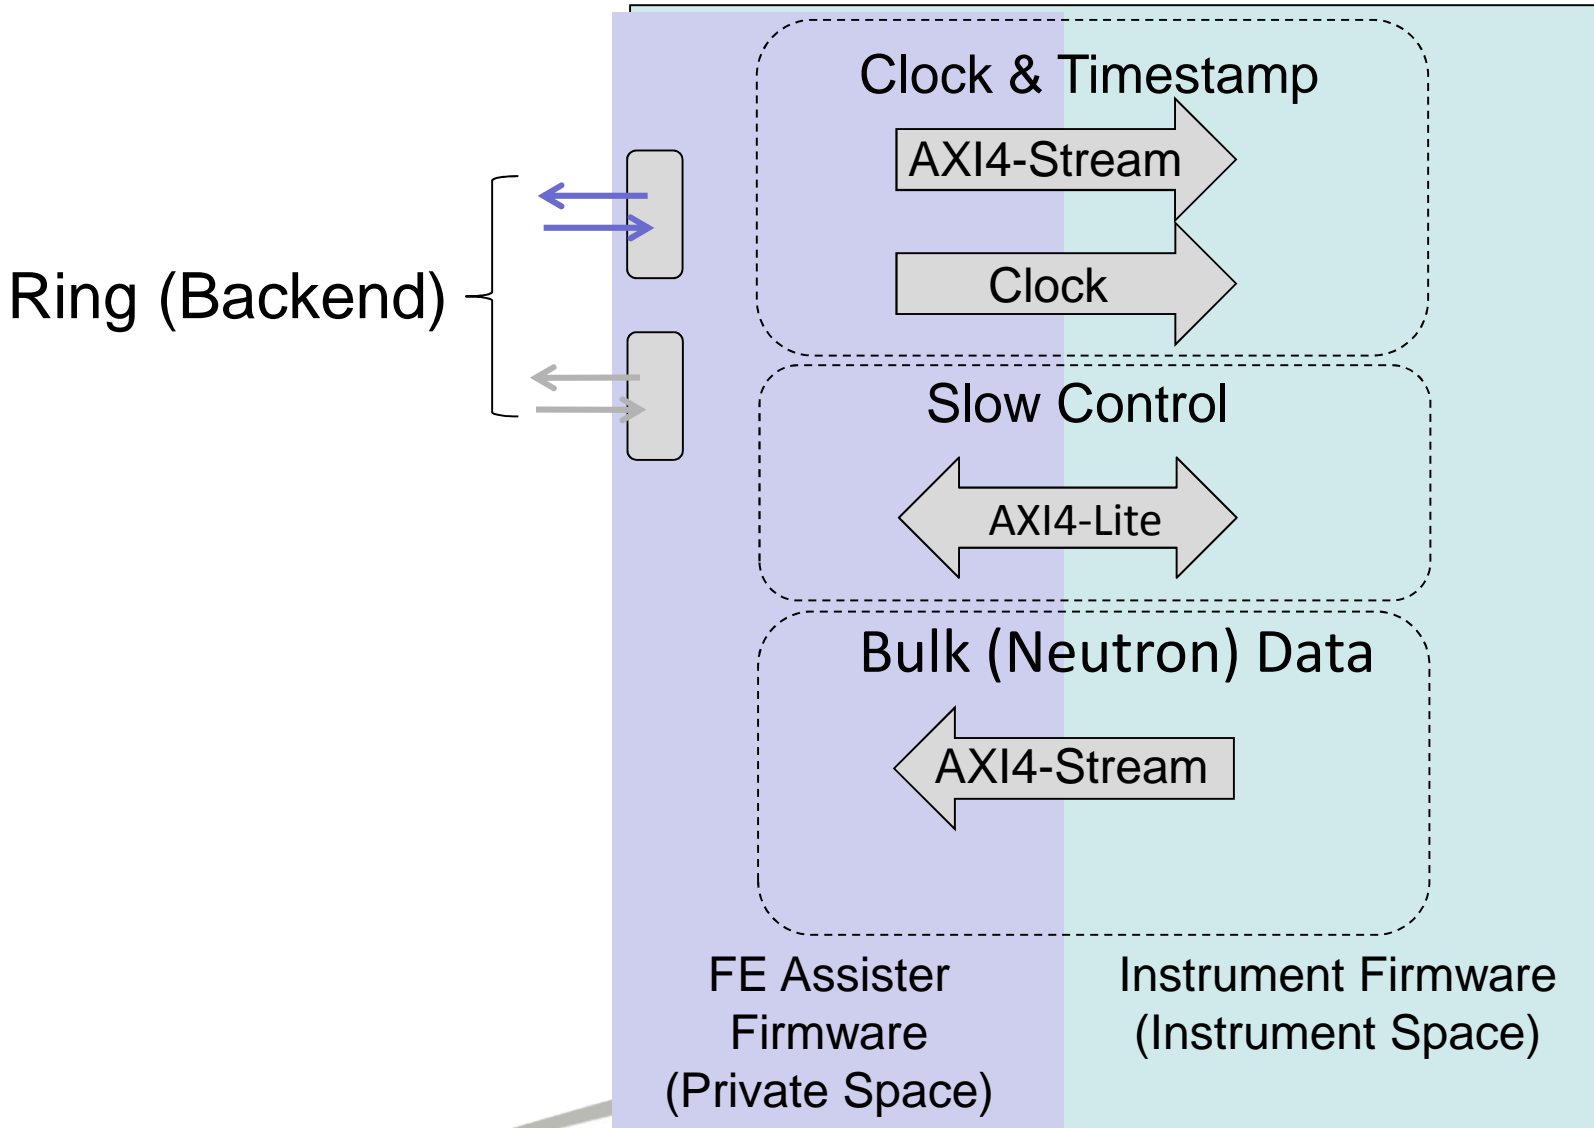 Clock & Timestamp
AXI4-Stream
Clock
Ring (Backend)
Slow Control
AXI4-Lite
Bulk (Neutron) Data
AXI4-Stream
FE Assister
Firmware
(Private Space)
Instrument Firmware
(Instrument Space)